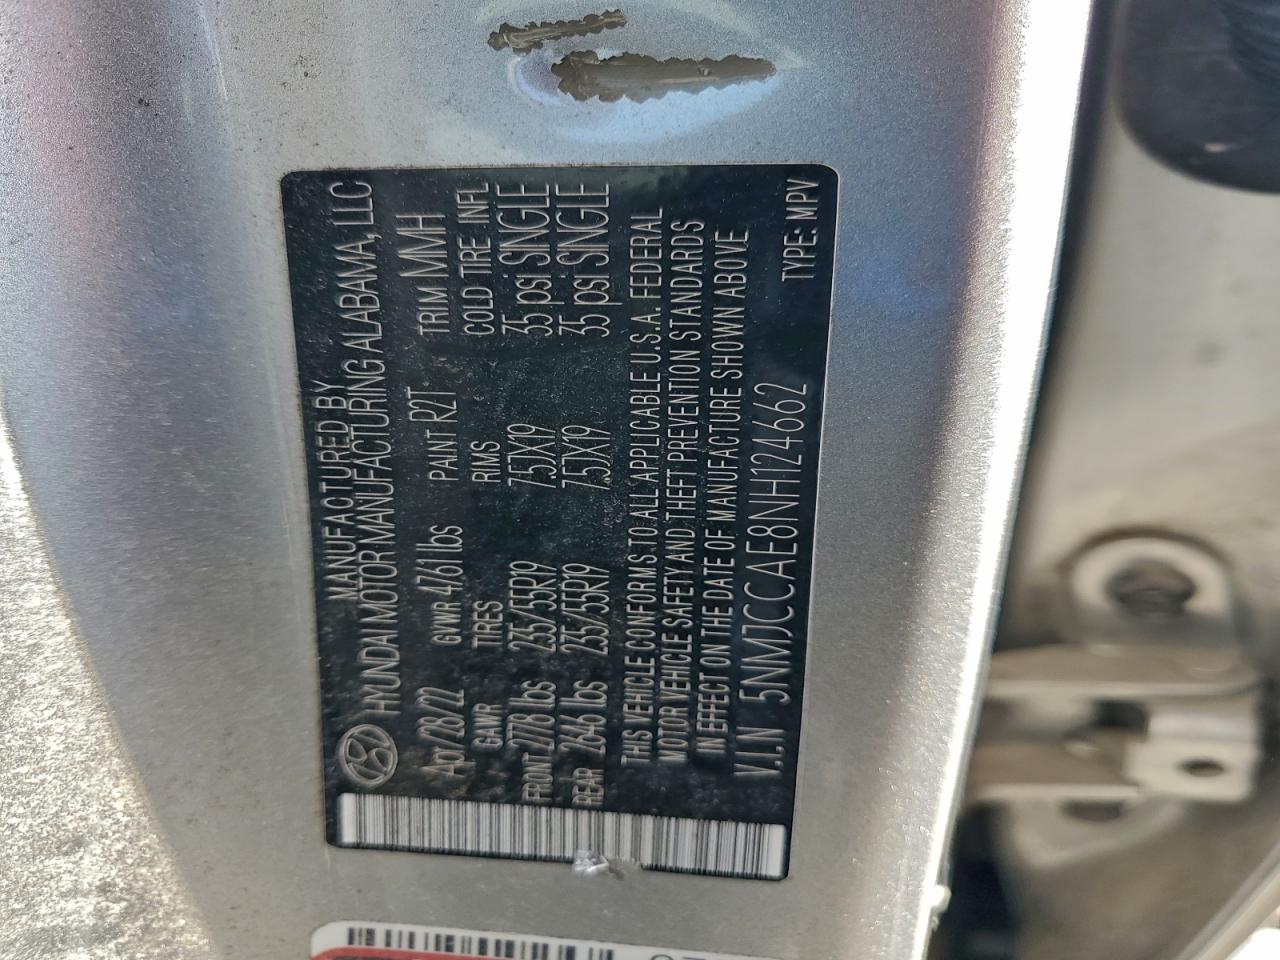 MANUFACTURED BY
HYUNDAI MOTOR MANUFACTURING ALABAMA, LLC
Apr/28/22 GVWR 4761 lbs PAINT R2T TRIM MMH
GAWR TIRES RIMS COLD TIRE INFL
FRONT 2778 lbs 235/55R19 7.5JX19 35 psi SINGLE
REAR 2646 lbs 235/55R19 7.5JX19 35 psi SINGLE
THIS VEHICLE CONFORMS TO ALL APPLICABLE U.S.A. FEDERAL
MOTOR VEHICLE SAFETY AND THEFT PREVENTION STANDARDS
IN EFFECT ON THE DATE OF MANUFACTURE SHOWN ABOVE
V.I.N 5NMJCCAE8NH124662 TYPE: MPV